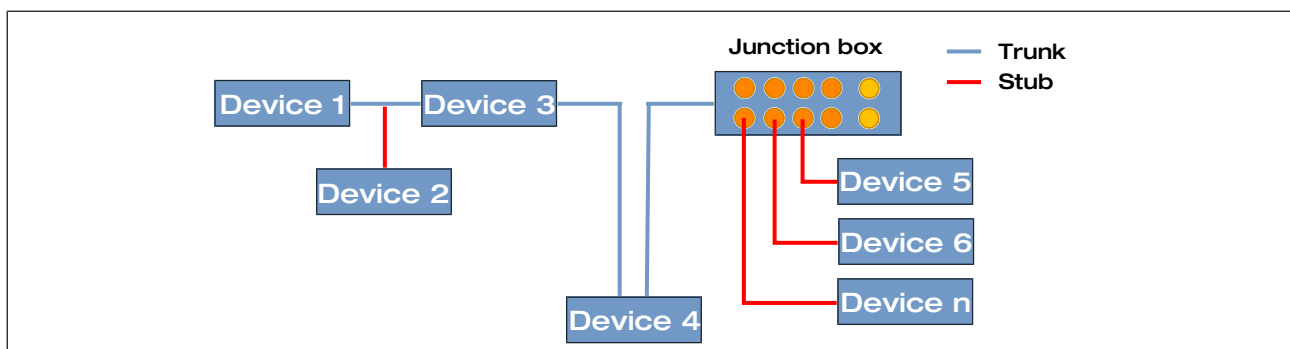 Junction box
Trunk
Stub
Device 1
Device 3
Device 2
Device 5
Device 6
Device n
Device 4